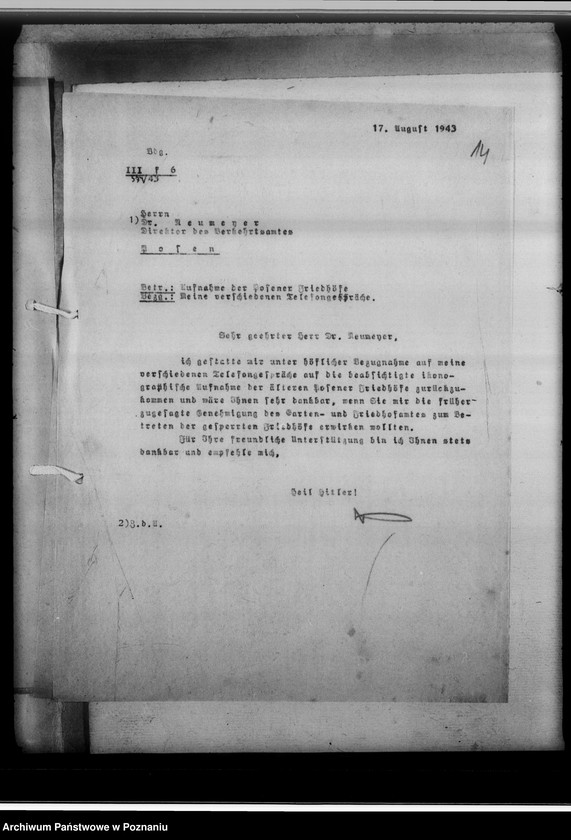 17. August 1943
14
Bbg.
III f 6
1) Herrn
Dr. Neumeyer
Direktor des Verkehrsamtes
Posen
Betr.: Aufnahme der Posener Friedhöfe
Bezg.: Meine verschiedenen Telefongespräche.
Sehr geehrter Herr Dr. Neumeyer,
ich gestatte mir unter höflicher Bezugnahme auf meine
verschiedenen Telefongespräche auf die beabsichtigte ikono-
graphische Aufnahme der älteren Posener Friedhöfe zurückzu-
kommen und wäre Ihnen sehr dankbar, wenn Sie mir die früher
zugesagte Genehmigung des Garten- und Friedhofamtes zum Be-
treten der gesperrten Friedhöfe erwirken wollten.
Für Ihre freundliche Unterstützung bin ich Ihnen stets
dankbar und empfehle mich,
Heil Hitler!
2) Z.d.A.
Archiwum Państwowe w Poznaniu